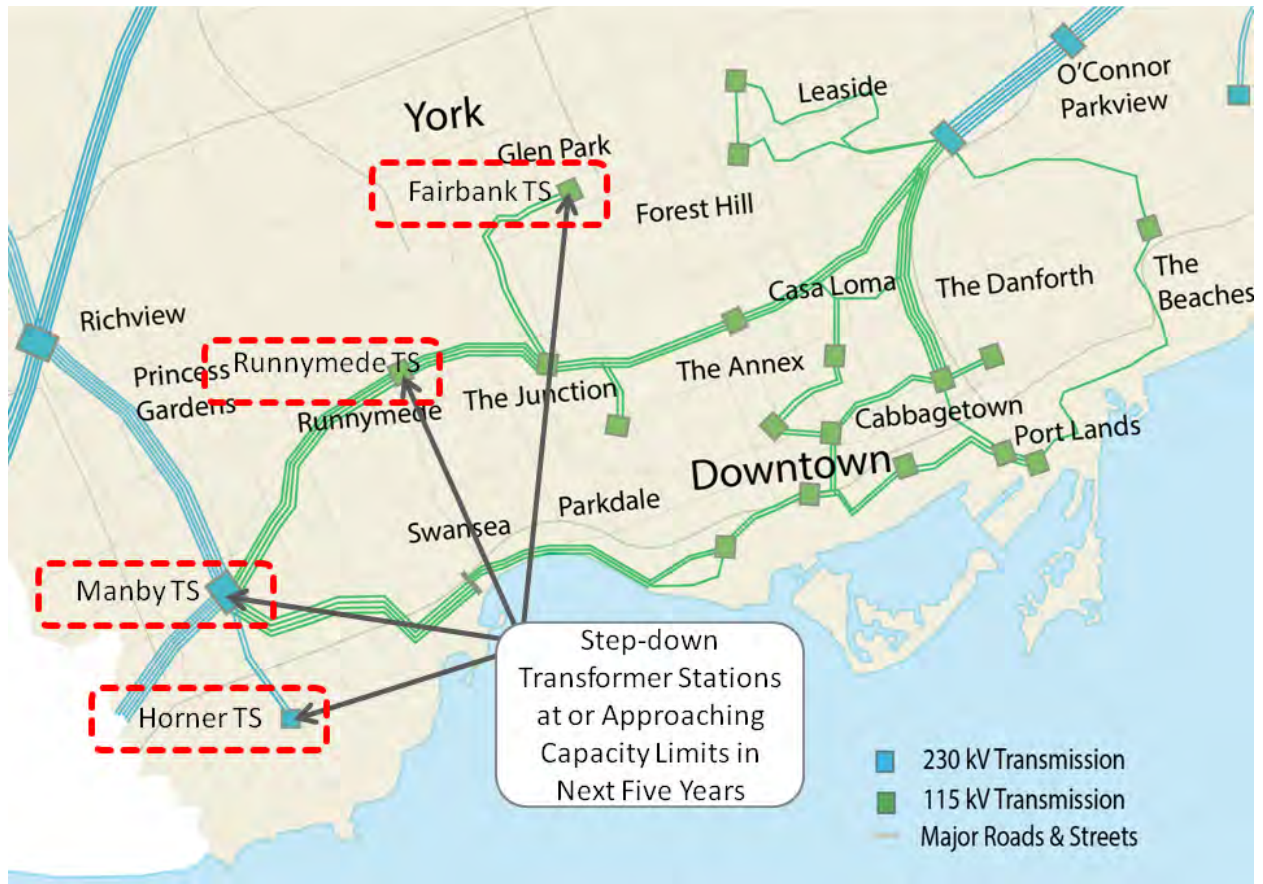 York
Leaside
O'Connor
Parkview
Glen Park
Fairbank TS
Forest Hill
Casa Loma
The Danforth
The
Beaches
Richview
Princess
Gardens
Runnymede TS
Runnymede
The Junction
The Annex
Cabbagetown
Port Lands
Downtown
Parkdale
Swansea
Manby TS
Horner TS
Step-down
Transformer Stations
at or Approaching
Capacity Limits in
Next Five Years
230 kV Transmission
115 kV Transmission
Major Roads & Streets